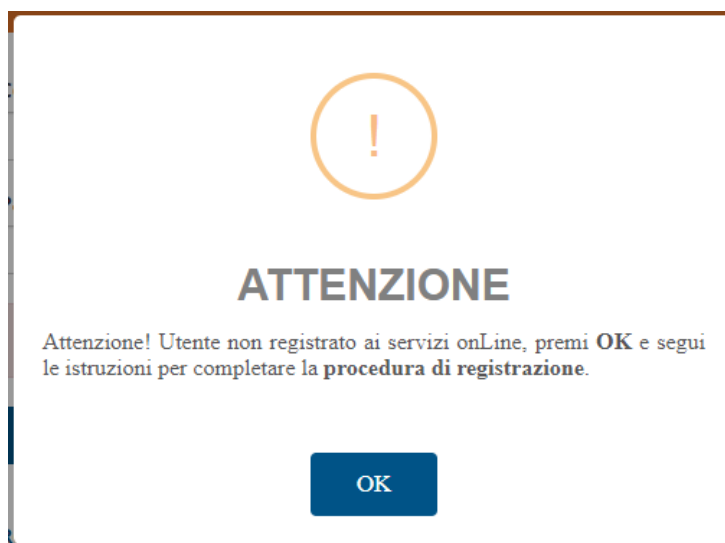 !
ATTENZIONE
Attenzione! Utente non registrato ai servizi onLine, premi OK e segui
le istruzioni per completare la procedura di registrazione.
OK